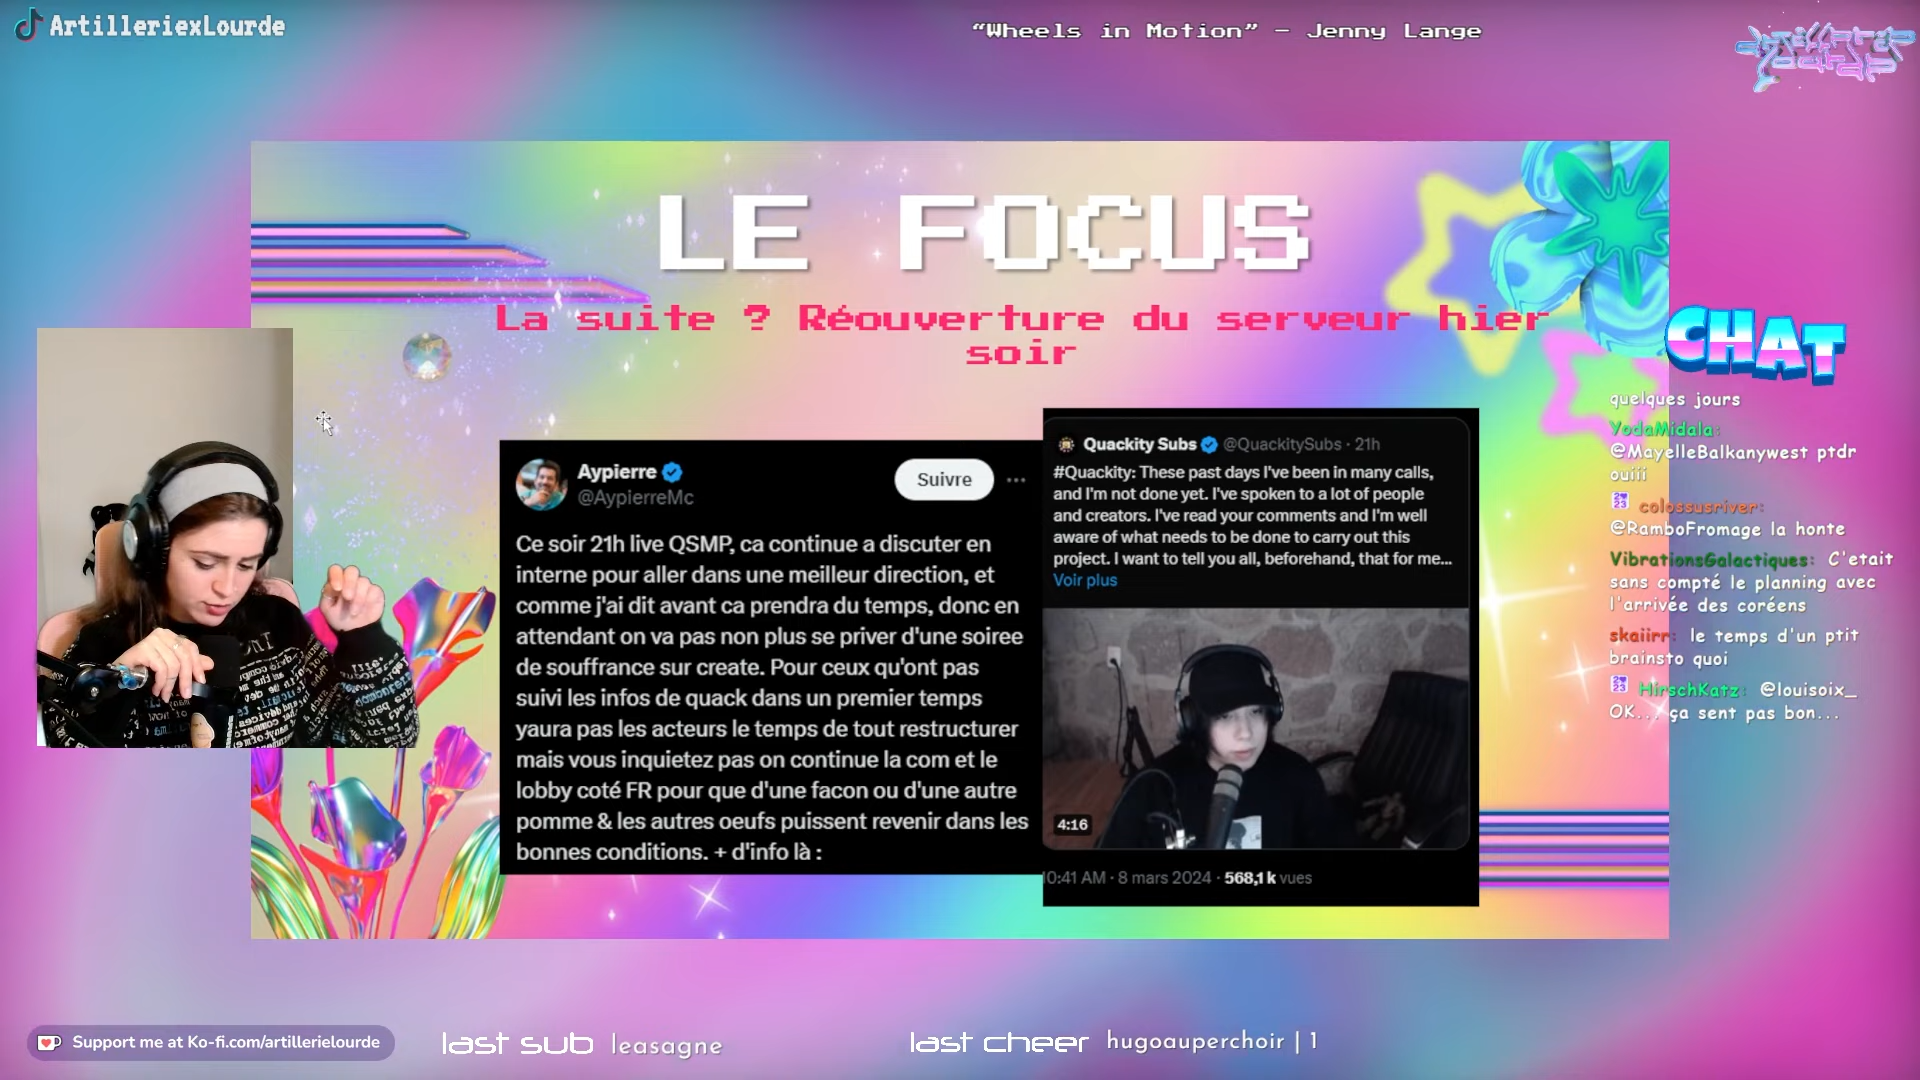 ArtilleriexLourde
“Wheels in Motion” – Jenny Lange
LE FOCUS
La suite ? Réouverture du serveur hier
soir
Aypierre
@AypierreMc
Suivre
Ce soir 21h live QSMP, ca continue a discuter en
interne pour aller dans une meilleur direction, et
comme j'ai dit avant ca prendra du temps, donc en
attendant on va pas non plus se priver d'une soiree
de souffrance sur create. Pour ceux qu'ont pas
suivi les infos de quack dans un premier temps
yaura pas les acteurs le temps de tout restructurer
mais vous inquietez pas on continue la com et le
lobby coté FR pour que d'une facon ou d'une autre
pomme & les autres oeufs puissent revenir dans les
bonnes conditions. + d'info là :
Quackity Subs @QuackitySubs · 21h
#Quackity: These past days I've been in many calls,
and I'm not done yet. I've spoken to a lot of people
and creators. I've read your comments and I'm well
aware of what needs to be done to carry out this
project. I want to tell you all, beforehand, that for me...
Voir plus
4:16
10:41 AM · 8 mars 2024 · 568,1 k vues
CHAT
quelques jours
YodaMidala:
@MayelleBalkanywest ptdr
ouiii
colossusriver:
@RamboFromage la honte
VibrationsGalactiques: C'etait
sans compté le planning avec
l'arrivée des coréens
skaiirr: le temps d'un ptit
brainsto quoi
HirschKatz: @louisoix_
OK... ça sent pas bon...
Support me at Ko-fi.com/artillerielourde
last sub leasagne
last cheer hugoauperchoir | 1